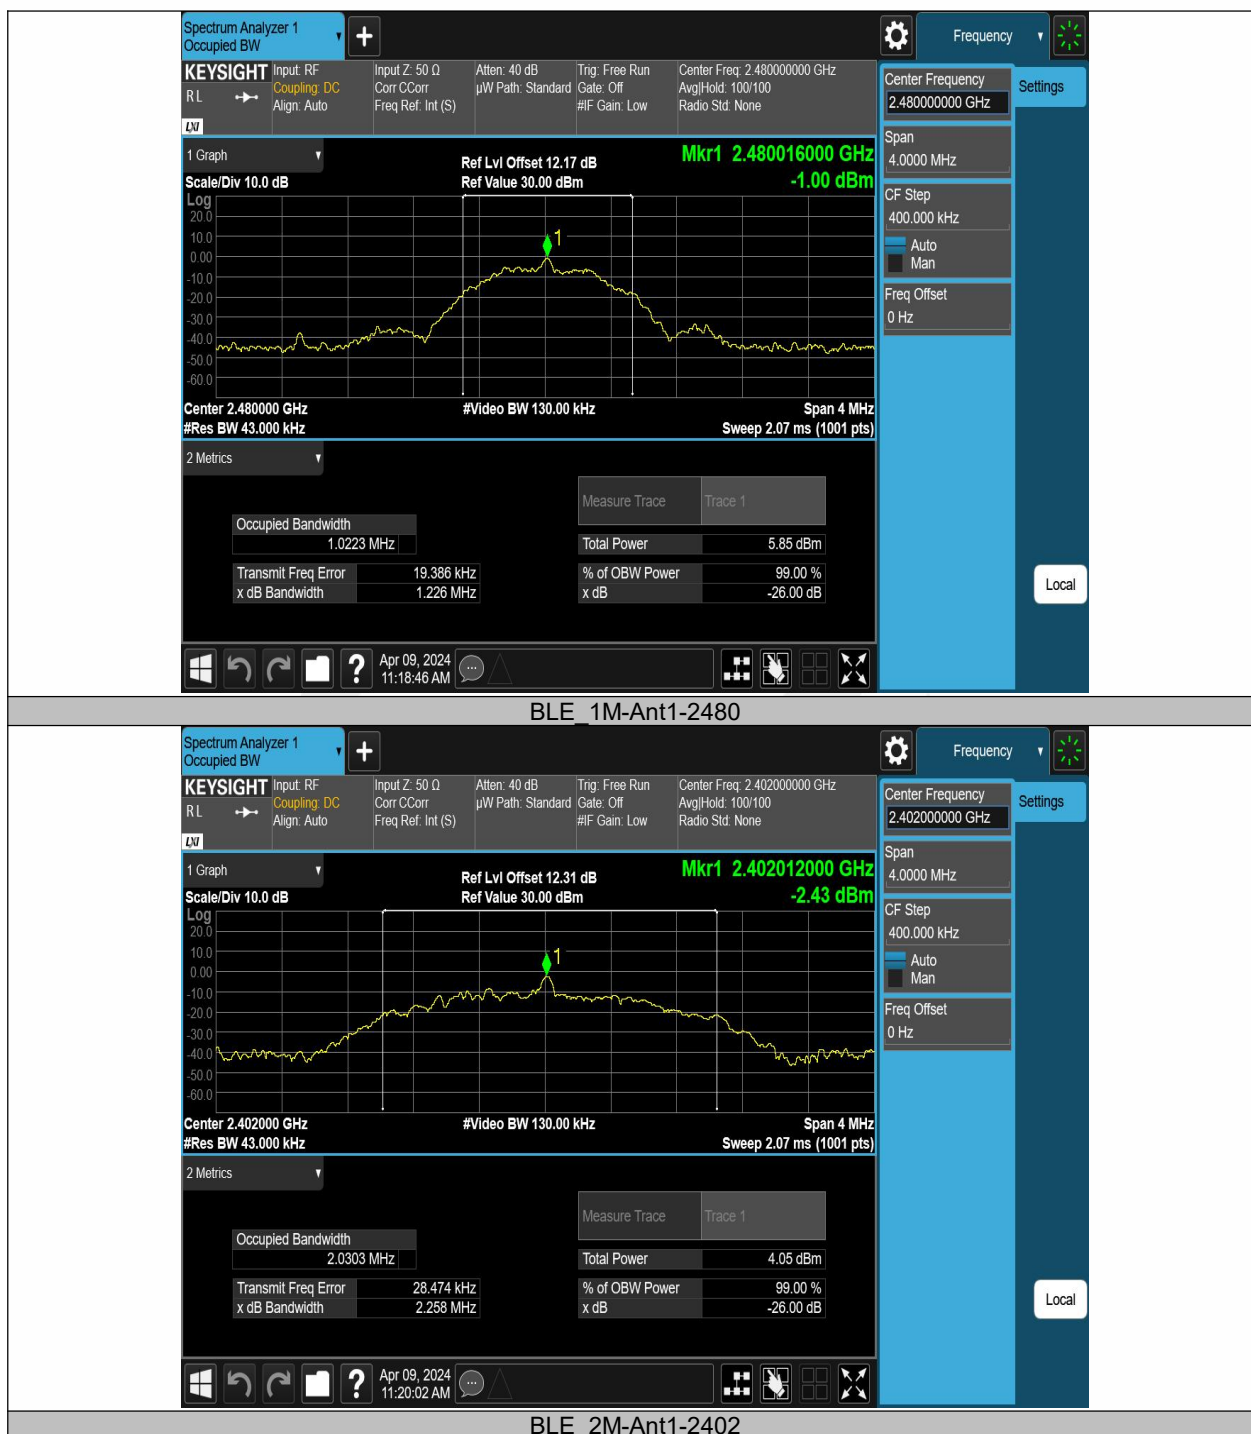 Spectrum Analyzer 1
Occupied BW
Frequency
KEYSIGHT
R L
LXI
Input: RF
Coupling: DC
Align: Auto
Input Z: 50 Ω
Corr CCorr
Freq Ref: Int (S)
Atten: 40 dB
µW Path: Standard
Trig: Free Run
Gate: Off
#IF Gain: Low
Center Freq: 2.480000000 GHz
Avg|Hold: 100/100
Radio Std: None
Center Frequency
2.480000000 GHz
Settings
Span
4.0000 MHz
CF Step
400.000 kHz
Auto
Man
Freq Offset
0 Hz
Local
1 Graph
Scale/Div 10.0 dB
Ref Lvl Offset 12.17 dB
Ref Value 30.00 dBm
Mkr1 2.480016000 GHz
-1.00 dBm
Log
20.0
10.0
0.00
-10.0
-20.0
-30.0
-40.0
-50.0
-60.0
1
Center 2.480000 GHz
#Video BW 130.00 kHz
Span 4 MHz
#Res BW 43.000 kHz
Sweep 2.07 ms (1001 pts)
2 Metrics
Measure Trace Trace 1
Occupied Bandwidth
1.0223 MHz
Total Power 5.85 dBm
Transmit Freq Error 19.386 kHz
% of OBW Power 99.00 %
x dB Bandwidth 1.226 MHz
x dB -26.00 dB
?
Apr 09, 2024
11:18:46 AM
BLE_1M-Ant1-2480
Spectrum Analyzer 1
Occupied BW
Frequency
KEYSIGHT
R L
LXI
Input: RF
Coupling: DC
Align: Auto
Input Z: 50 Ω
Corr CCorr
Freq Ref: Int (S)
Atten: 40 dB
µW Path: Standard
Trig: Free Run
Gate: Off
#IF Gain: Low
Center Freq: 2.402000000 GHz
Avg|Hold: 100/100
Radio Std: None
Center Frequency
2.402000000 GHz
Settings
Span
4.0000 MHz
CF Step
400.000 kHz
Auto
Man
Freq Offset
0 Hz
Local
1 Graph
Scale/Div 10.0 dB
Ref Lvl Offset 12.31 dB
Ref Value 30.00 dBm
Mkr1 2.402012000 GHz
-2.43 dBm
Log
20.0
10.0
0.00
-10.0
-20.0
-30.0
-40.0
-50.0
-60.0
1
Center 2.402000 GHz
#Video BW 130.00 kHz
Span 4 MHz
#Res BW 43.000 kHz
Sweep 2.07 ms (1001 pts)
2 Metrics
Measure Trace Trace 1
Occupied Bandwidth
2.0303 MHz
Total Power 4.05 dBm
Transmit Freq Error 28.474 kHz
% of OBW Power 99.00 %
x dB Bandwidth 2.258 MHz
x dB -26.00 dB
?
Apr 09, 2024
11:20:02 AM
BLE_2M-Ant1-2402